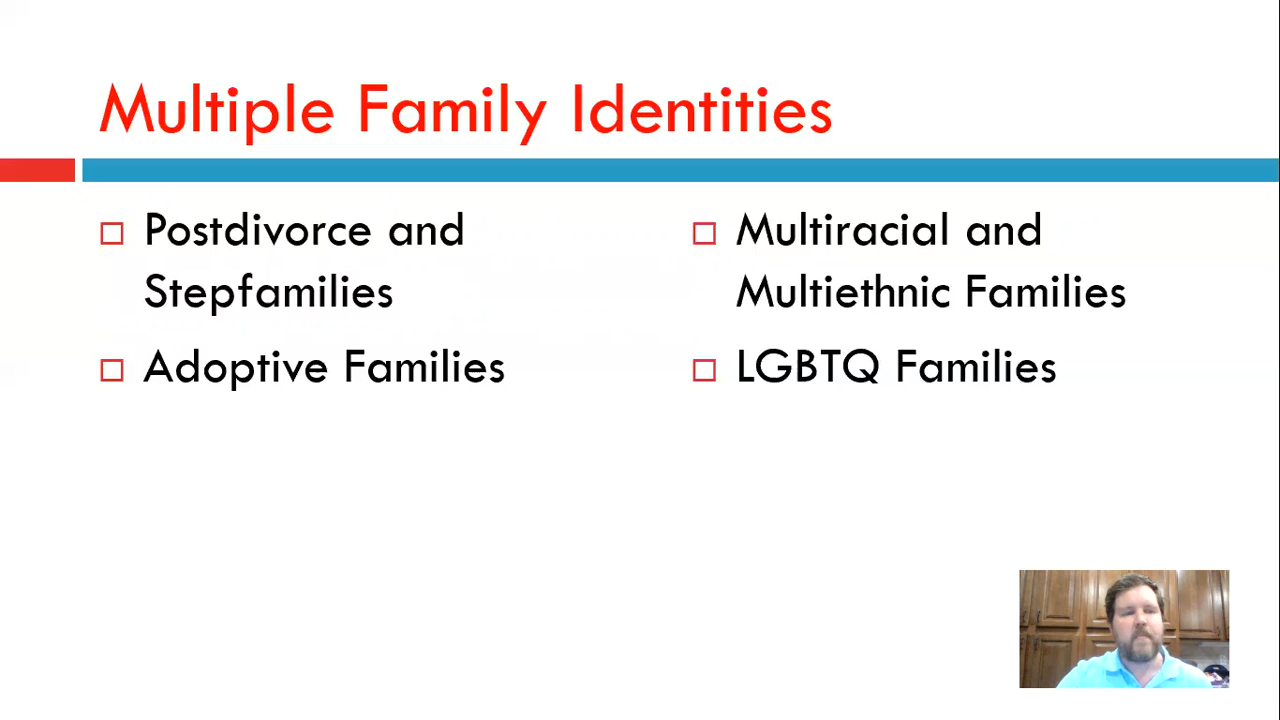 Multiple Family Identities
Postdivorce and
Stepfamilies
Adoptive Families
Multiracial and
Multiethnic Families
LGBTQ Families